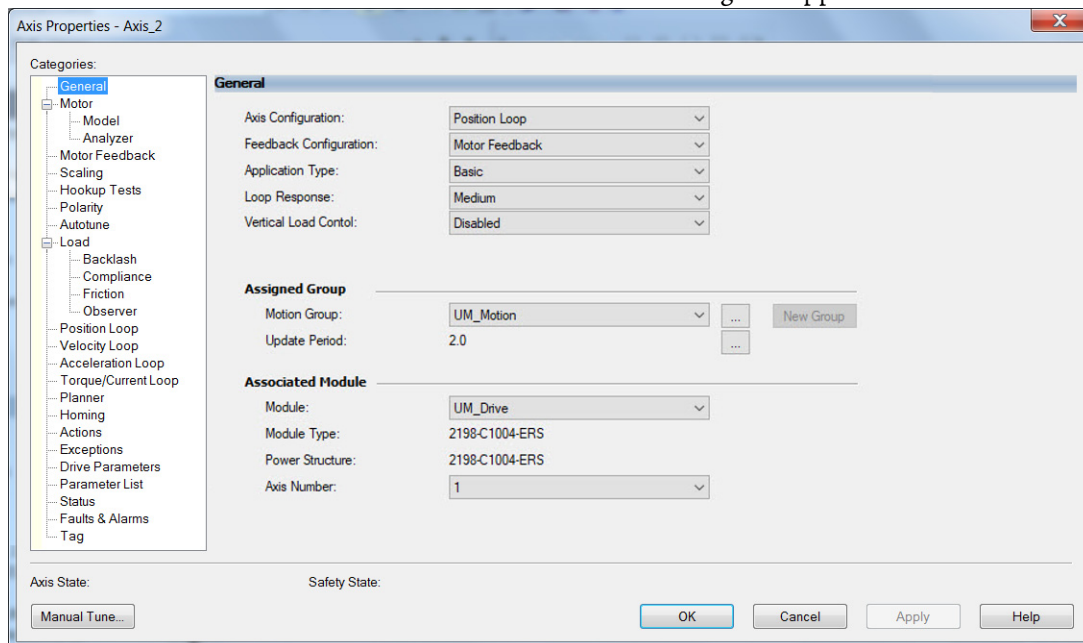 Axis Properties - Axis_2
X
Categories:
General
Motor
Model
Analyzer
Motor Feedback
Scaling
Hookup Tests
Polarity
Autotune
Load
Backlash
Compliance
Friction
Observer
Position Loop
Velocity Loop
Acceleration Loop
Torque/Current Loop
Planner
Homing
Actions
Exceptions
Drive Parameters
Parameter List
Status
Faults & Alarms
Tag
General
Axis Configuration: Position Loop
Feedback Configuration: Motor Feedback
Application Type: Basic
Loop Response: Medium
Vertical Load Contol: Disabled
Assigned Group
Motion Group: UM_Motion ... New Group
Update Period: 2.0 ...
Associated Module
Module: UM_Drive
Module Type: 2198-C1004-ERS
Power Structure: 2198-C1004-ERS
Axis Number: 1
Axis State: Safety State:
Manual Tune... OK Cancel Apply Help